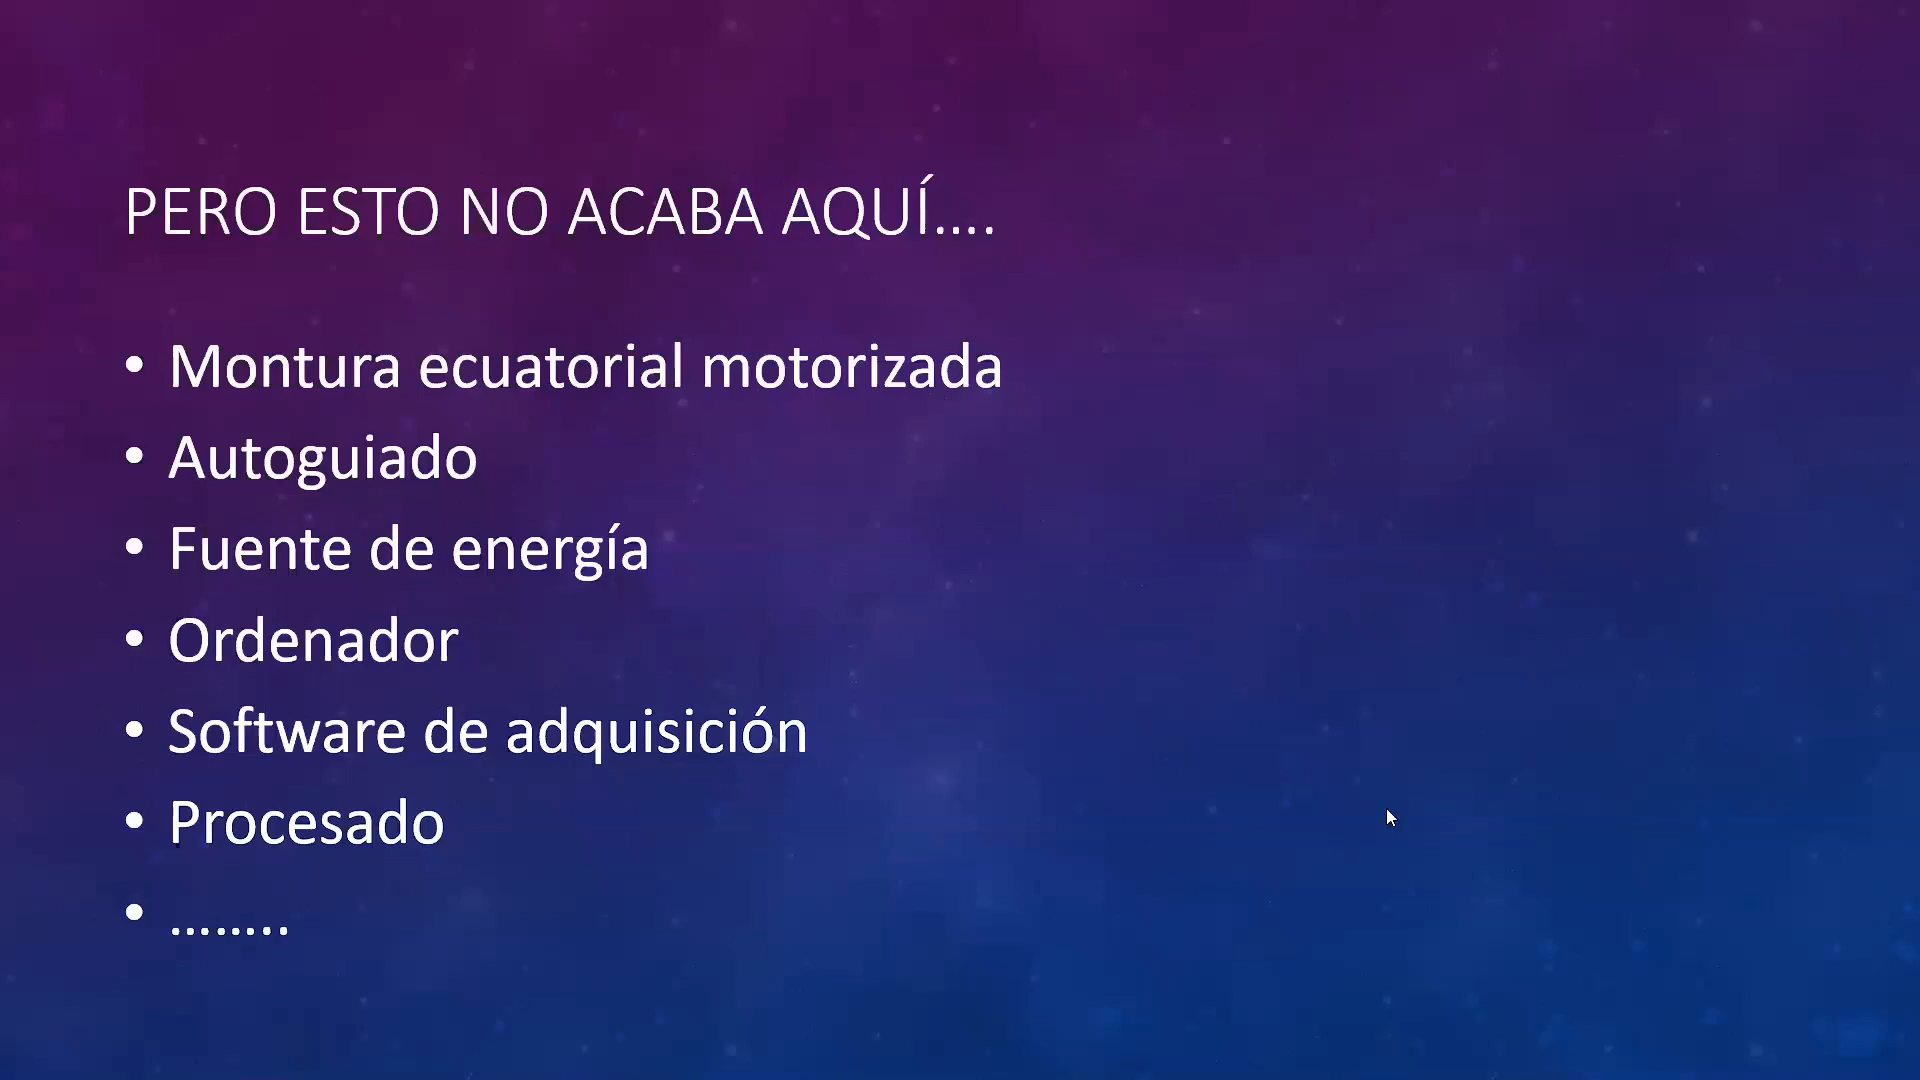 PERO ESTO NO ACABA AQUÍ....
• Montura ecuatorial motorizada
• Autoguiado
• Fuente de energía
• Ordenador
• Software de adquisición
• Procesado
• ........